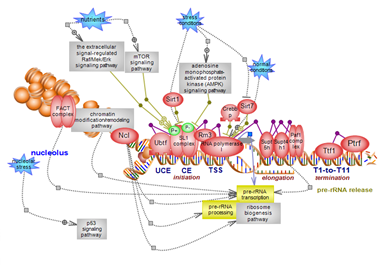 nutrients
stress
conditions
the extracellular
signal-regulated
Raf/Mek/Erk
signaling pathway
mTOR
signaling
pathway
adenosine
monophosphate-
activated protein
kinase (AMPK)
signaling pathway
normal
conditions
Sirt1
Sirt7
FACT
complex
chromatin
modification/remodeling
pathway
Ncl
Ubtf
SL1
complex
Rrn3
RNA polymerase I
complex
Ttf1
Ptrf
nucleolus
nucleolar
stress
UCE
CE
TSS
initiation
elongation
T1-to-T11
termination
pre-rRNA release
pre-rRNA
transcription
pre-rRNA
processing
ribosome
biogenesis
pathway
p53
signaling
pathway